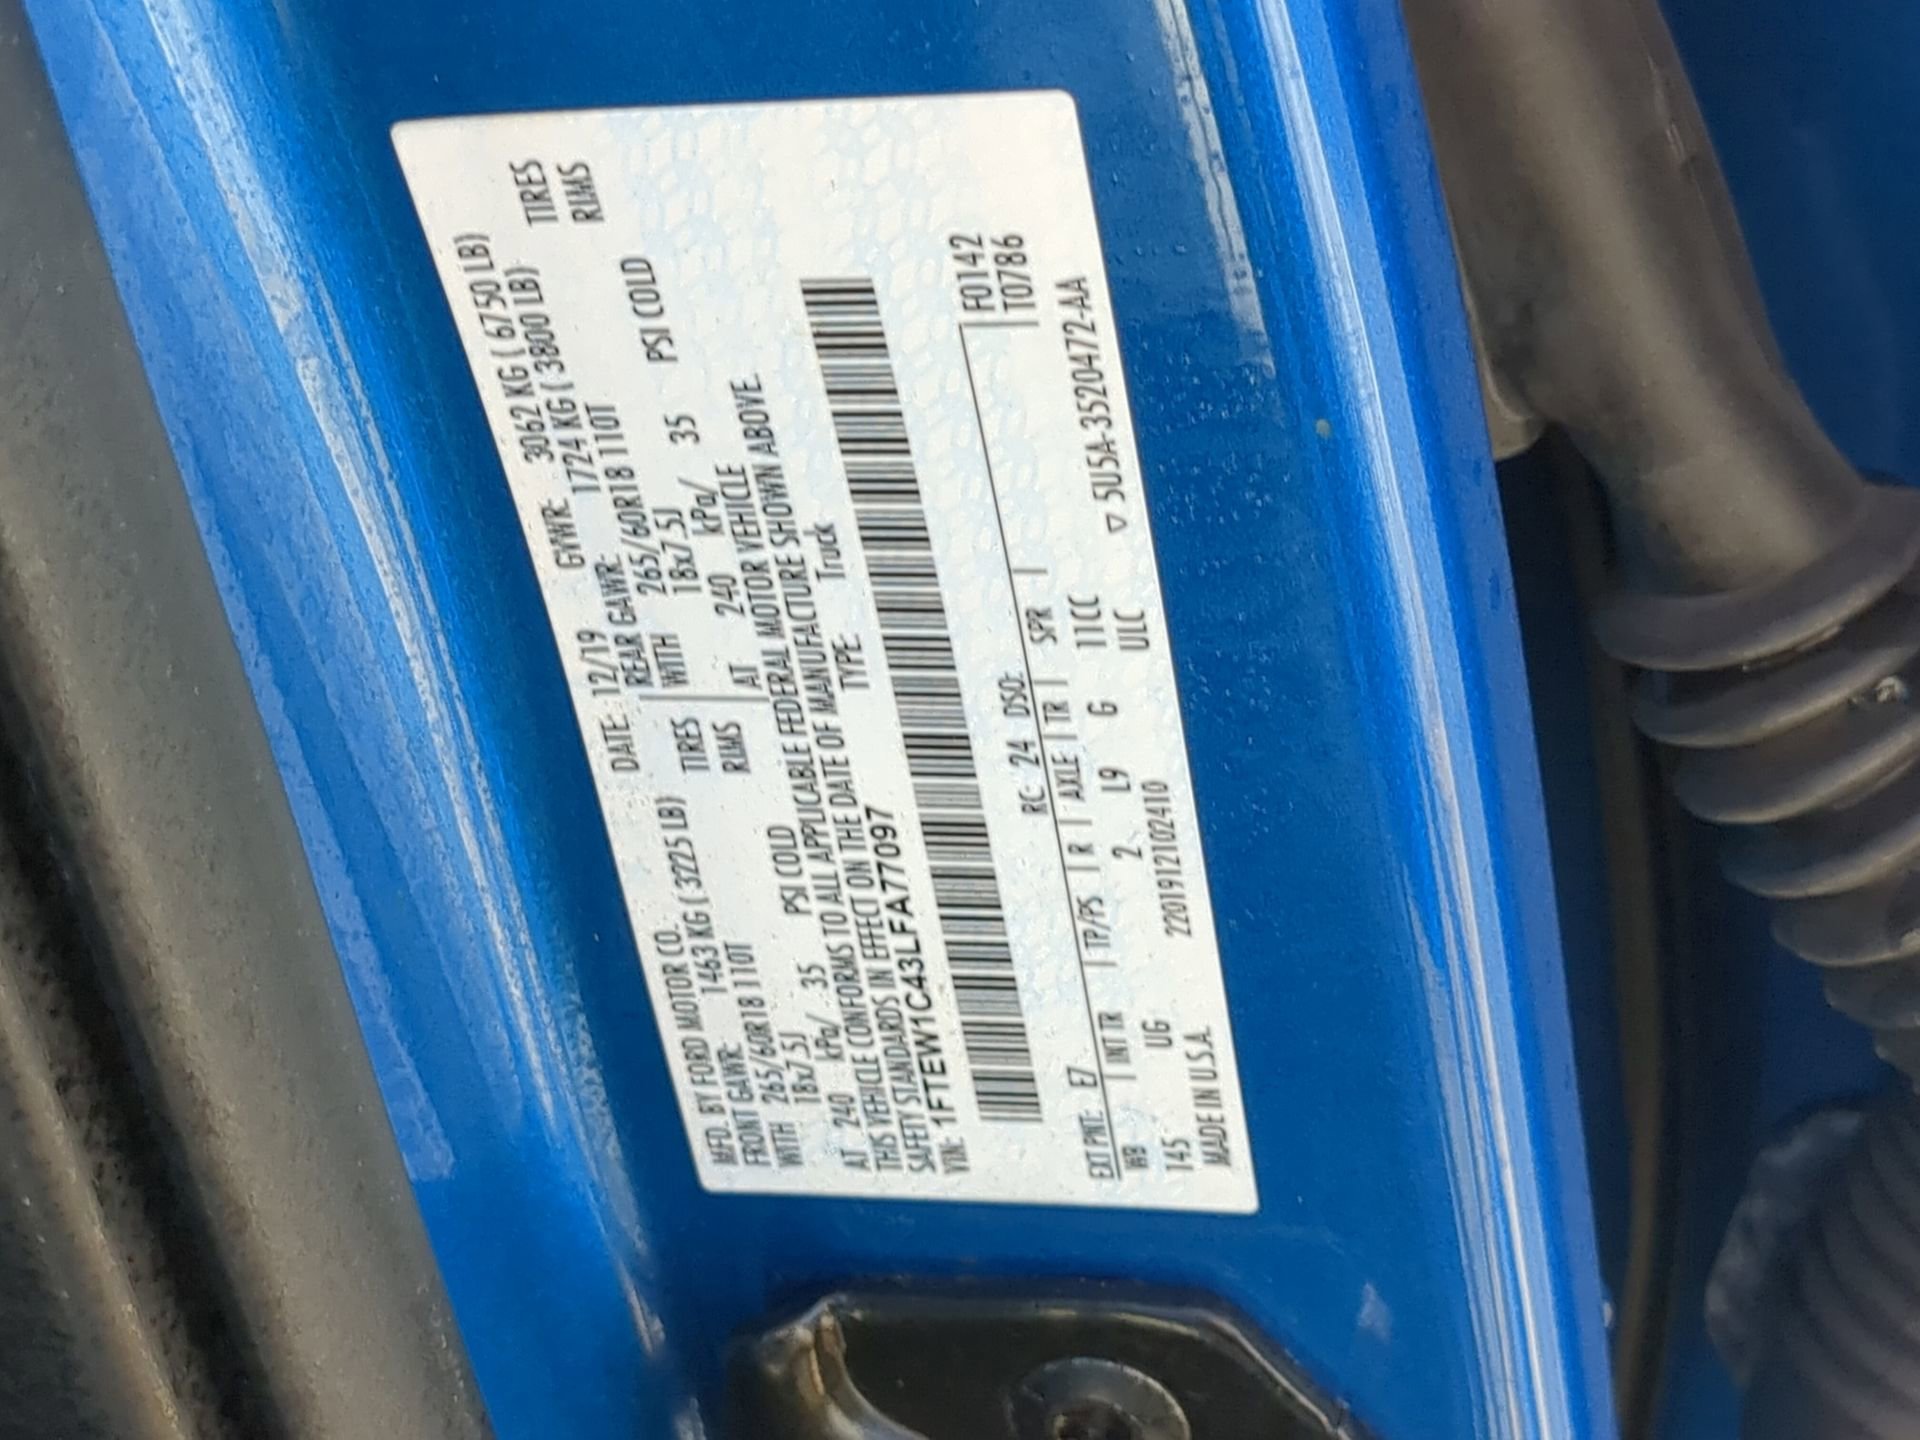 MFD. BY FORD MOTOR CO. DATE: 12/19 GVWR: 3062 KG ( 6750 LB)
FRONT GAWR: 1463 KG ( 3225 LB) REAR GAWR: 1724 KG ( 3800 LB)
WITH 265/60R18 110T TIRES WITH 265/60R18 110T TIRES
18x7.5J RIMS 18x7.5J RIMS
AT 240 kPa/ 35 PSI COLD AT 240 kPa/ 35 PSI COLD
THIS VEHICLE CONFORMS TO ALL APPLICABLE FEDERAL MOTOR VEHICLE
SAFETY STANDARDS IN EFFECT ON THE DATE OF MANUFACTURE SHOWN ABOVE.
VIN: 1FTEW1C43LFA77097 TYPE: Truck
F0142
EXT PNT: E7 RC: 24 DSO: T0786
WB INT TR TP/PS R AXLE TR SPR
145 UG 2 L9 G 11CC
MADE IN U.S.A. 220191212102410 ULC ▽ 5U5A-3520472-AA